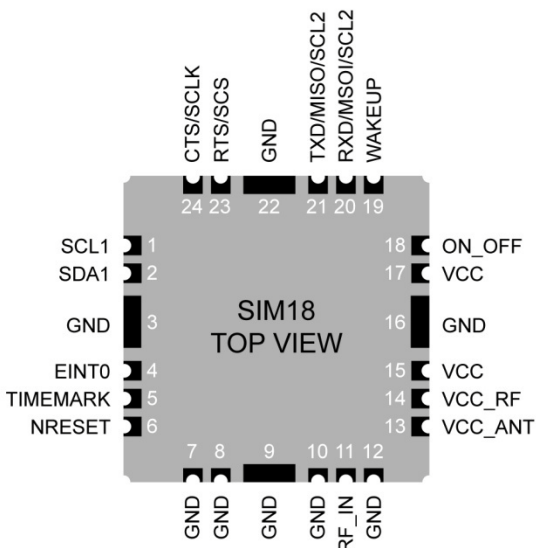 CTS/SCLK
RTS/SCS
GND
TXD/MISO/SCL2
RXD/MSOI/SCL2
WAKEUP
24 23 22 21 20 19
SCL1 1
SDA1 2
GND 3
EINT0 4
TIMEMARK 5
NRESET 6
SIM18
TOP VIEW
18 ON_OFF
17 VCC
16 GND
15 VCC
14 VCC_RF
13 VCC_ANT
7 8 9 10 11 12
GND
GND
GND
GND
RF_IN
GND